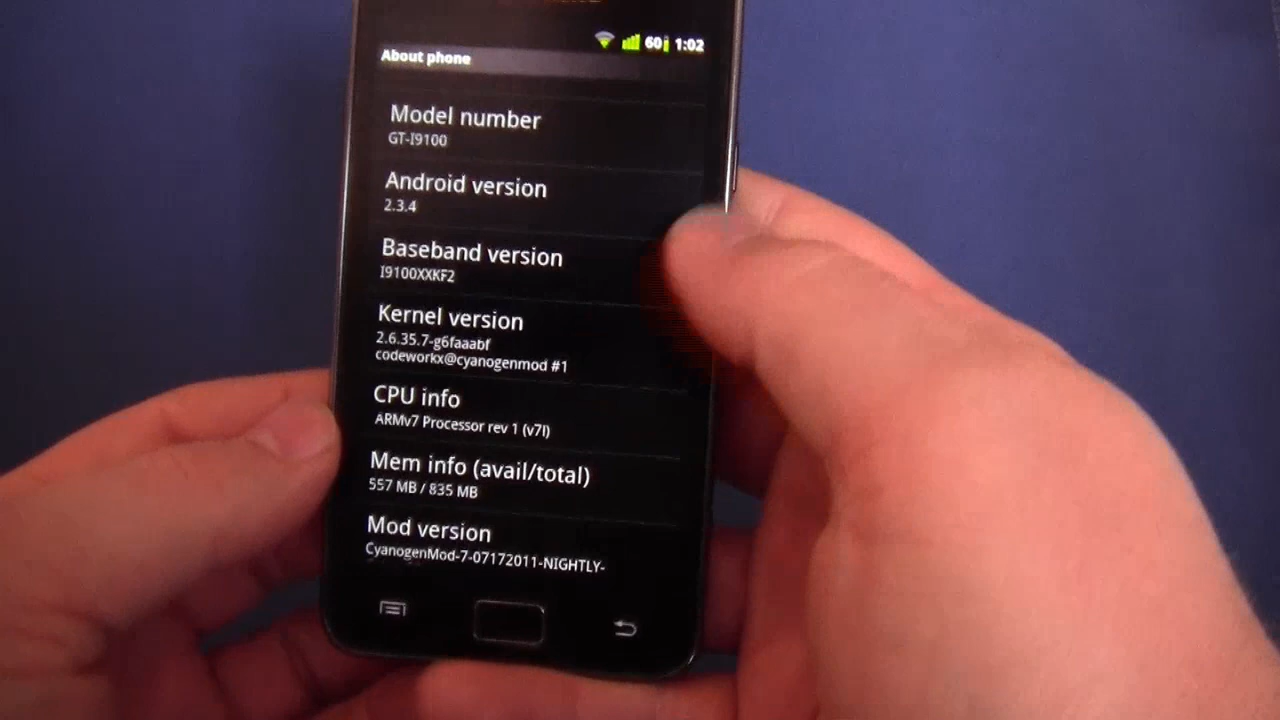 60 1:02
About phone
Model number
GT-I9100
Android version
2.3.4
Baseband version
I9100XXKF2
Kernel version
2.6.35.7-g6faaabf
codeworkx@cyanogenmod #1
CPU info
ARMv7 Processor rev 1 (v7l)
Mem info (avail/total)
557 MB / 835 MB
Mod version
CyanogenMod-7-07172011-NIGHTLY-